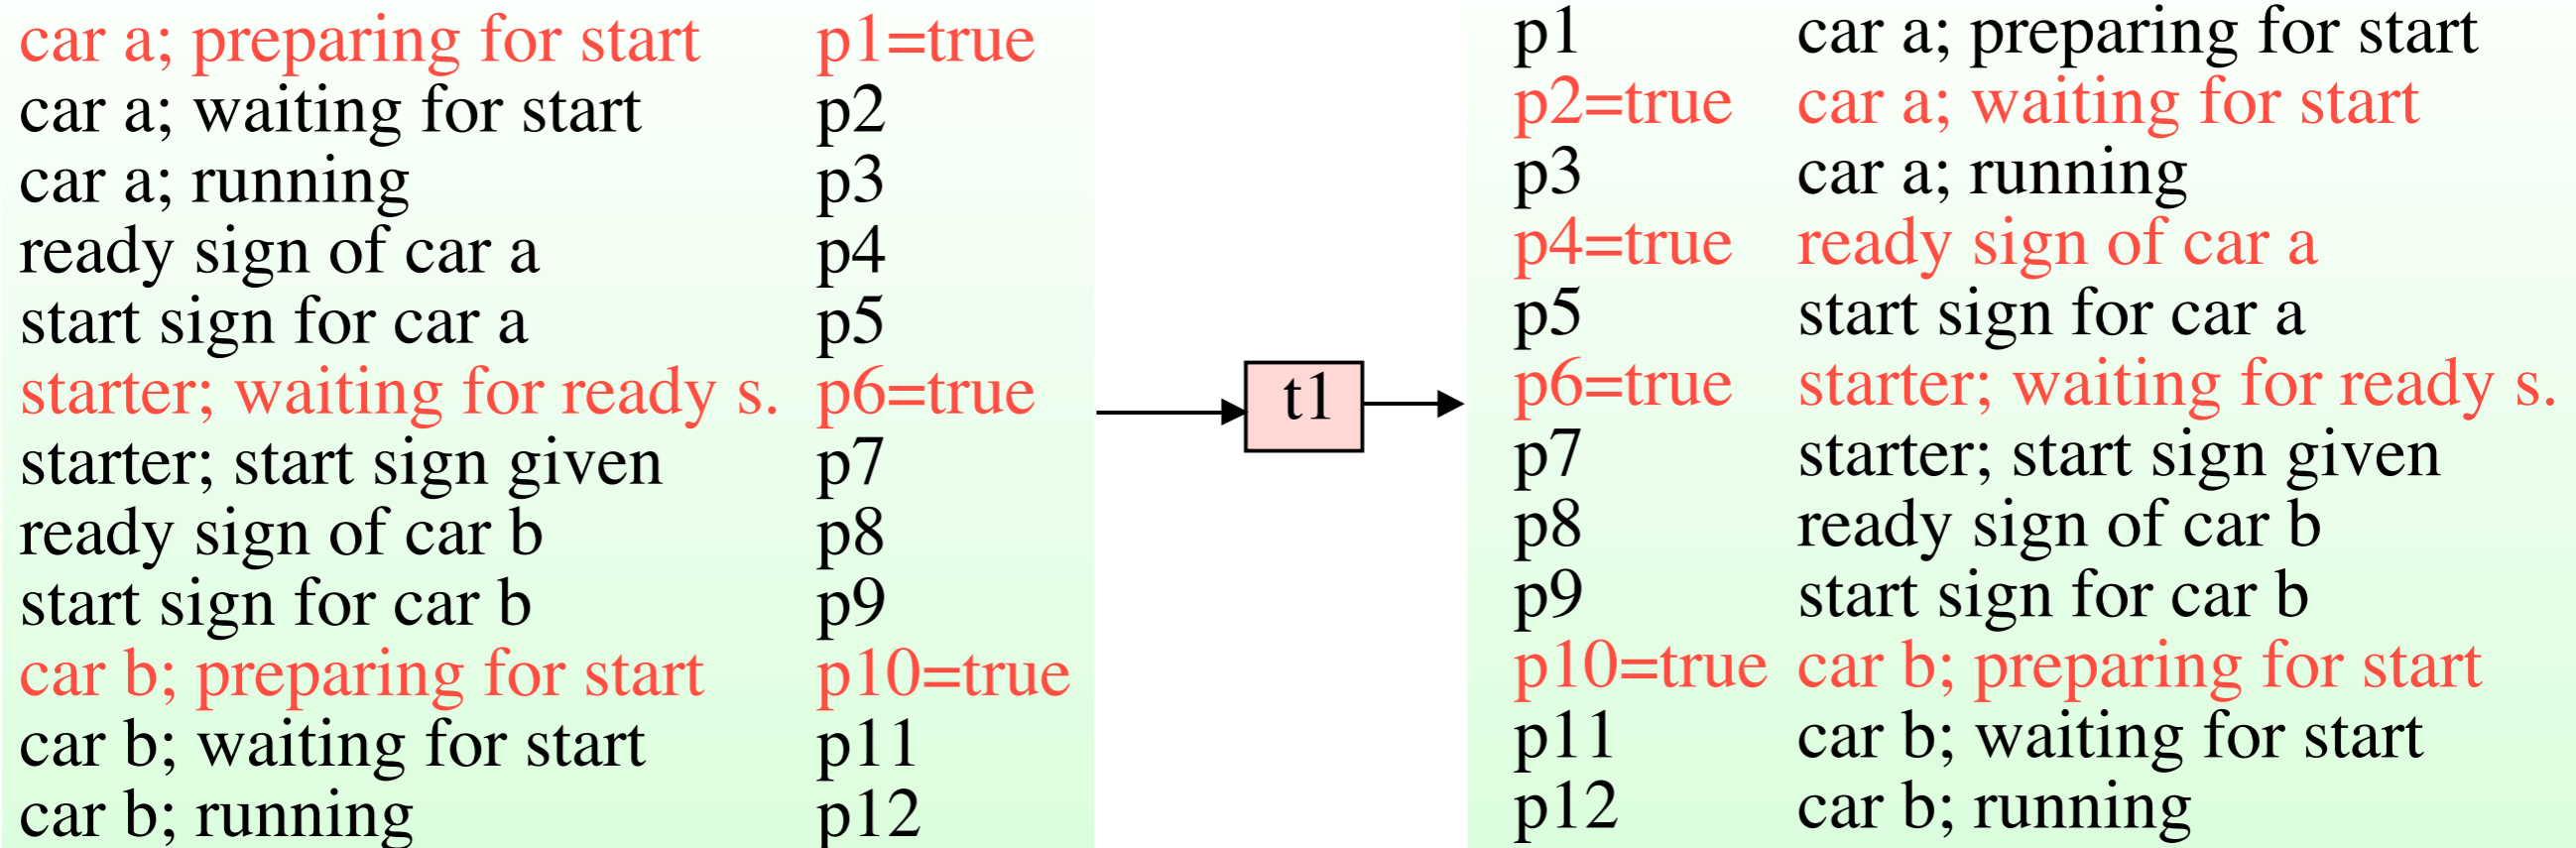 car a; preparing for start p1=true
car a; waiting for start p2
car a; running p3
ready sign of car a p4
start sign for car a p5
starter; waiting for ready s. p6=true
starter; start sign given p7
ready sign of car b p8
start sign for car b p9
car b; preparing for start p10=true
car b; waiting for start p11
car b; running p12
t1
p1 car a; preparing for start
p2=true car a; waiting for start
p3 car a; running
p4=true ready sign of car a
p5 start sign for car a
p6=true starter; waiting for ready s.
p7 starter; start sign given
p8 ready sign of car b
p9 start sign for car b
p10=true car b; preparing for start
p11 car b; waiting for start
p12 car b; running